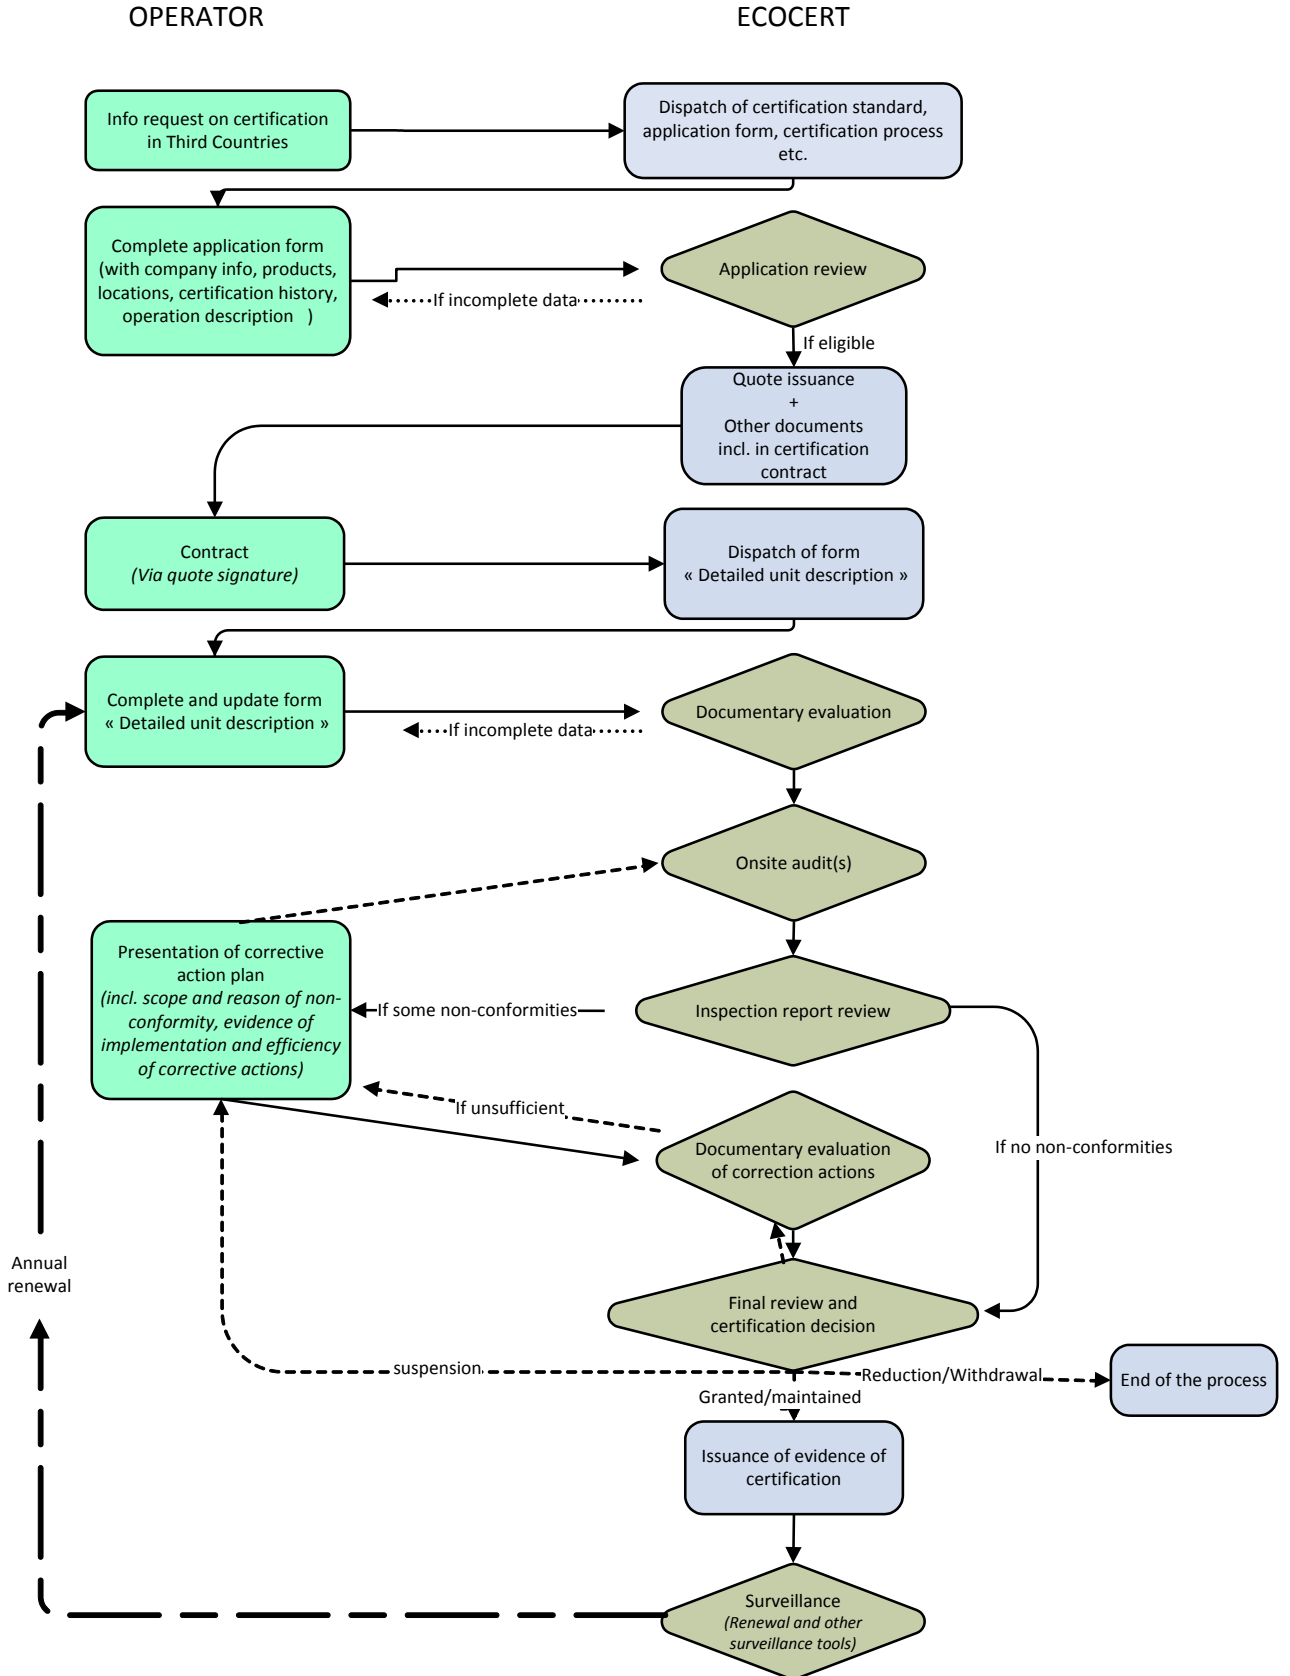 OPERATOR
ECOCERT
Info request on certification
in Third Countries
Dispatch of certification standard,
application form, certification process
etc.
Complete application form
(with company info, products,
locations, certification history,
operation description )
Application review
If incomplete data
If eligible
Quote issuance
+
Other documents
incl. in certification
contract
Contract
(Via quote signature)
Dispatch of form
« Detailed unit description »
Complete and update form
« Detailed unit description »
Documentary evaluation
If incomplete data
Onsite audit(s)
Presentation of corrective
action plan
(incl. scope and reason of non-
conformity, evidence of
implementation and efficiency
of corrective actions)
If some non-conformities
Inspection report review
If unsufficient
Documentary evaluation
of correction actions
If no non-conformities
Annual
renewal
Final review and
certification decision
suspension
Reduction/Withdrawal
End of the process
Granted/maintained
Issuance of evidence of
certification
Surveillance
(Renewal and other
surveillance tools)